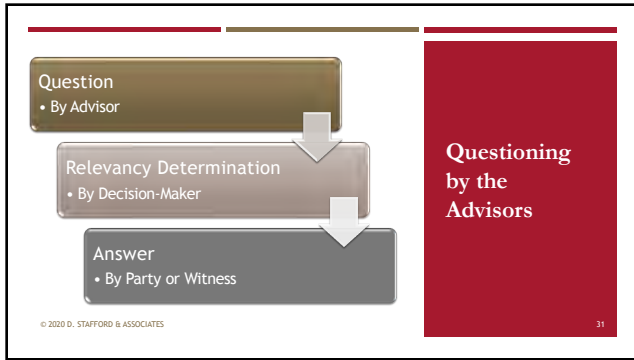 Question
• By Advisor
Relevancy Determination
• By Decision-Maker
Answer
• By Party or Witness
Questioning
by the
Advisors
© 2020 D. STAFFORD & ASSOCIATES
31